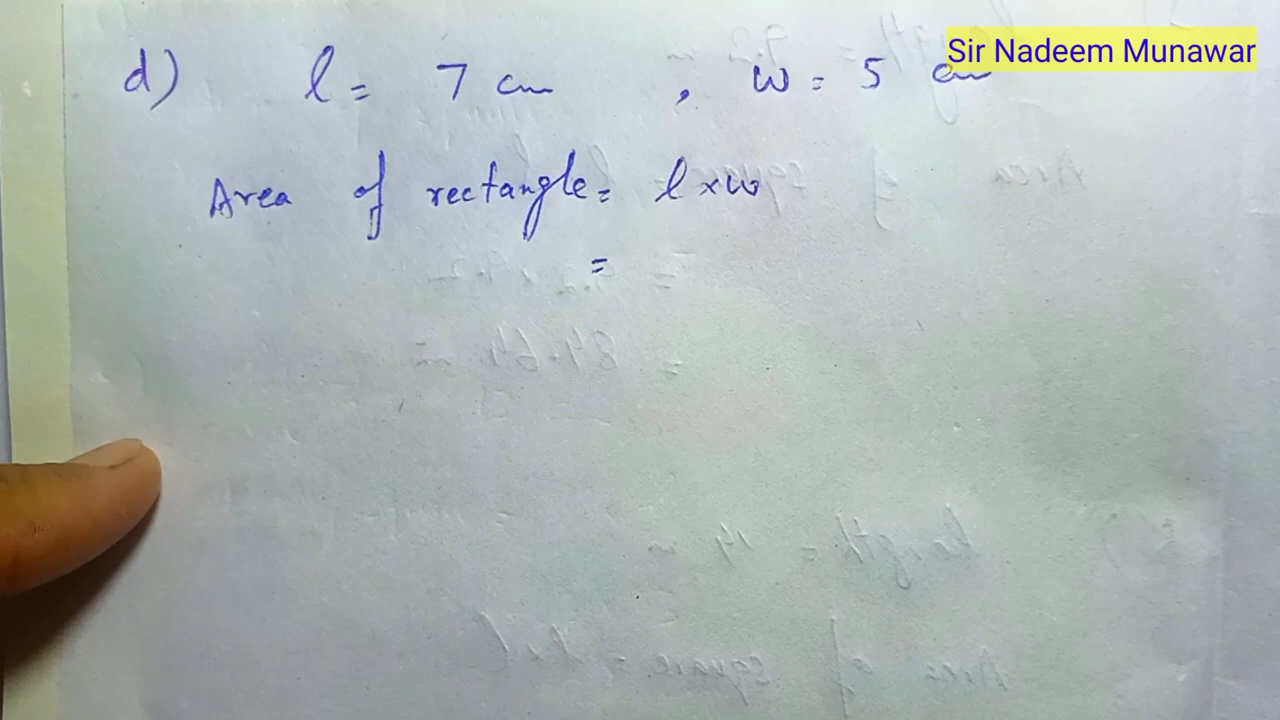 Sir Nadeem Munawar
d) l = 7 cm , w = 5 cm
Area of rectangle = l × w
=